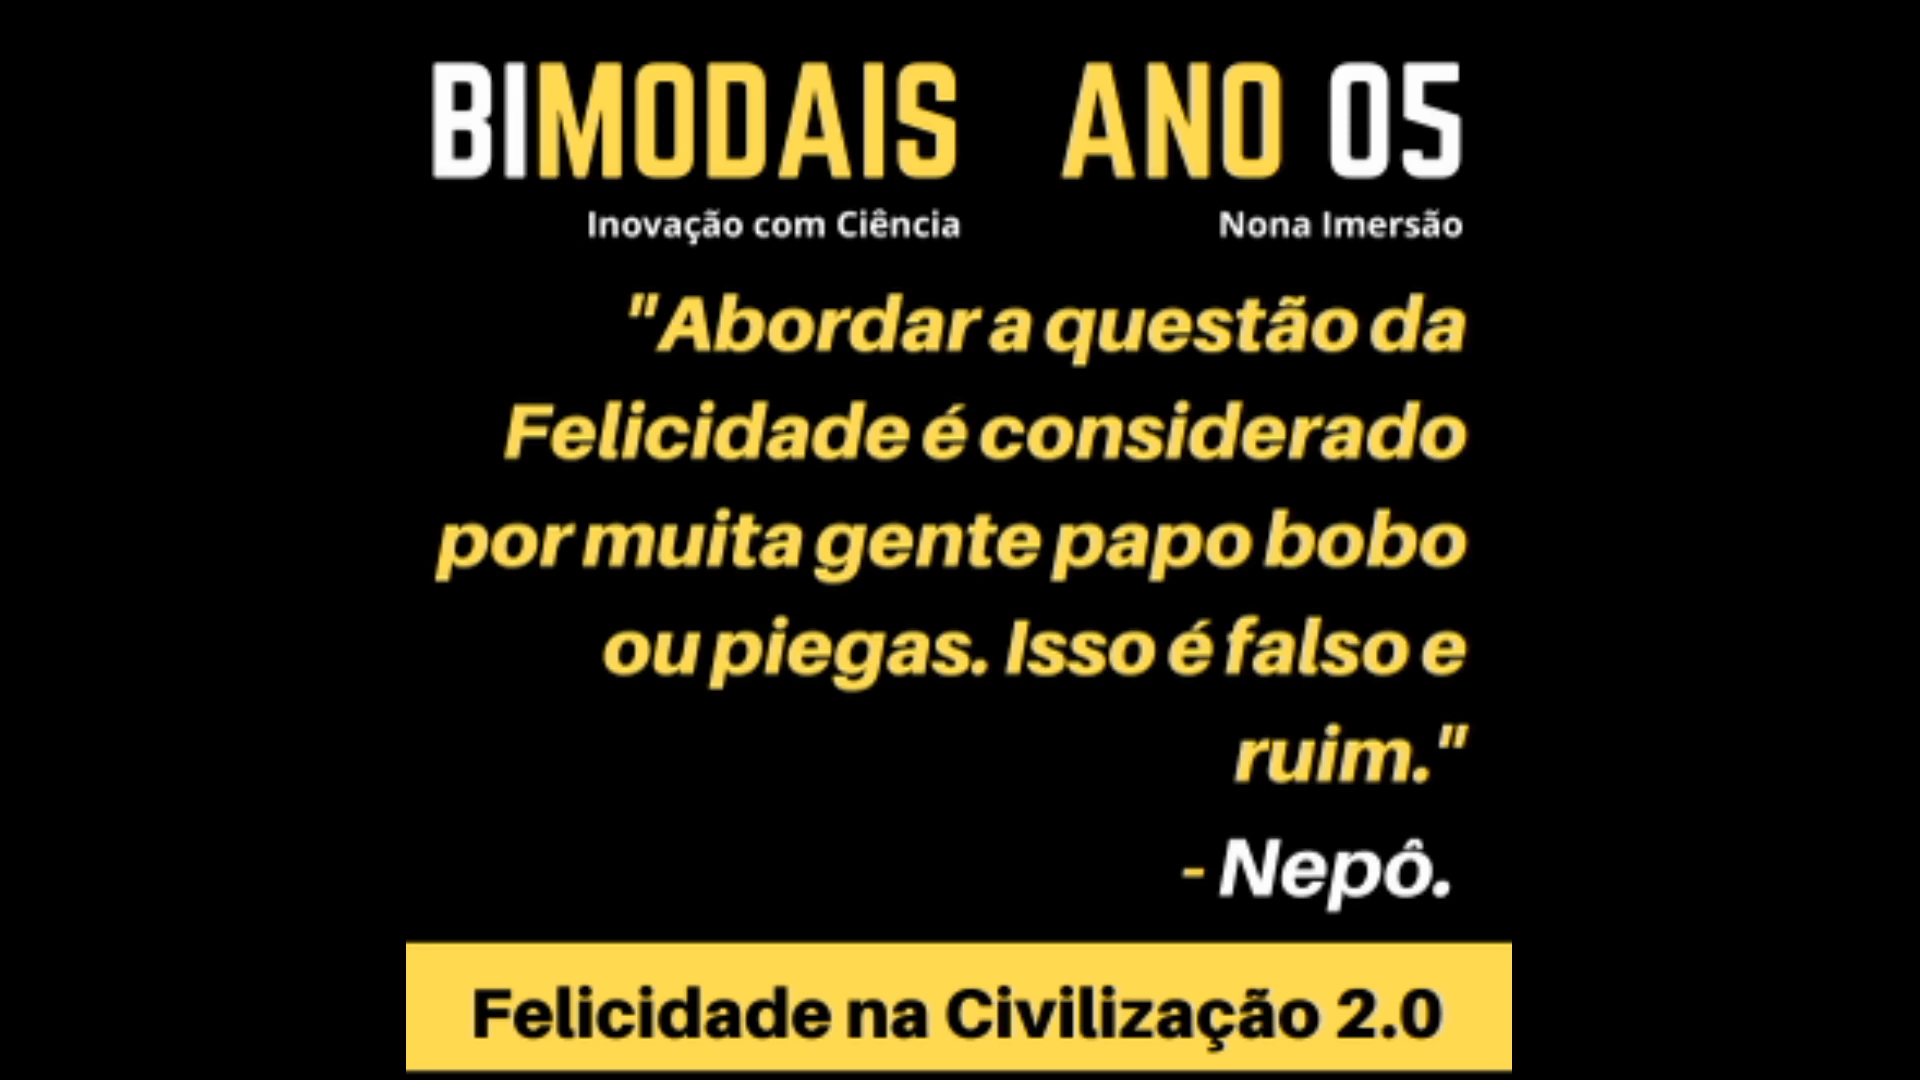 BIMODAIS ANO 05
Inovação com Ciência Nona Imersão
"Abordar a questão da
Felicidade é considerado
por muita gente papo bobo
ou piegas. Isso é falso e
ruim."
- Nepô.
Felicidade na Civilização 2.0